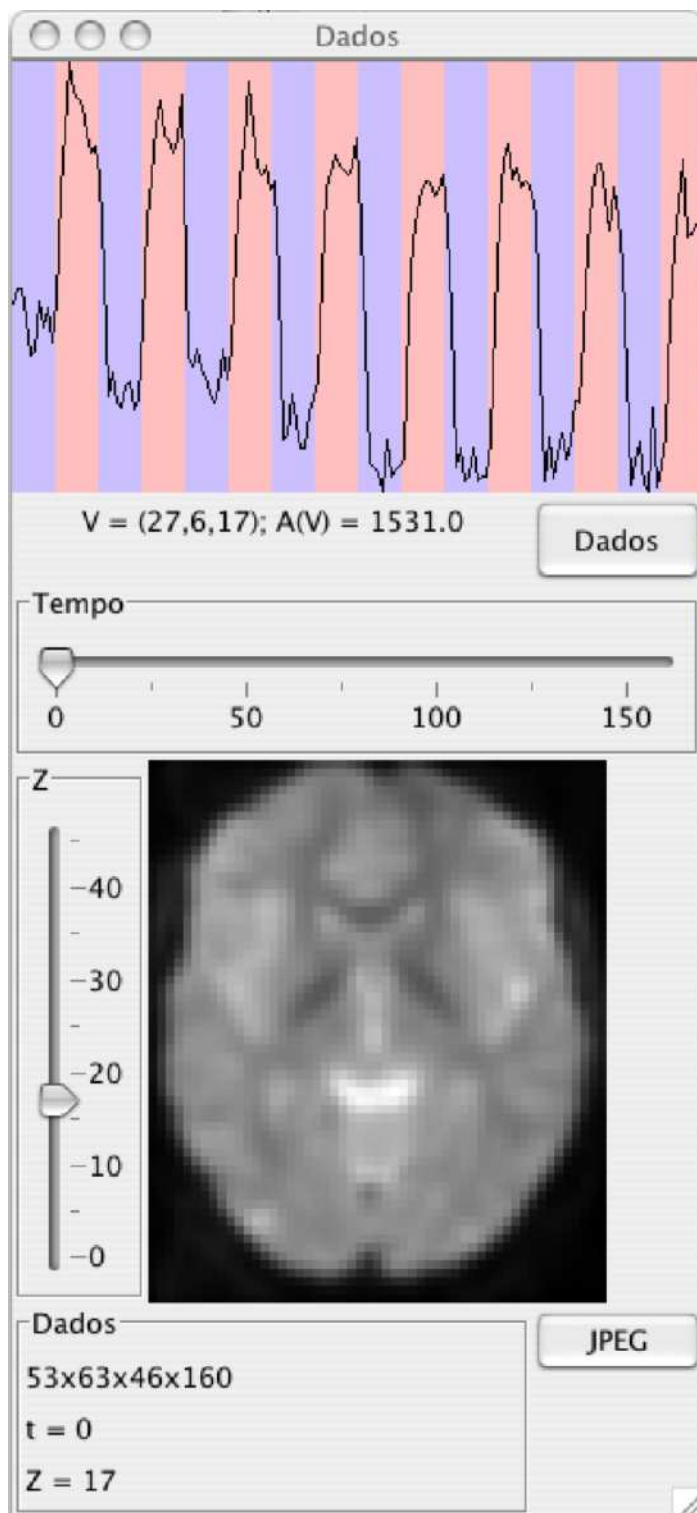 Dados
V = (27,6,17); A(V) = 1531.0
Dados
Tempo
0 50 100 150
Z
40
30
20
10
0
Dados
53x63x46x160
t = 0
Z = 17
JPEG